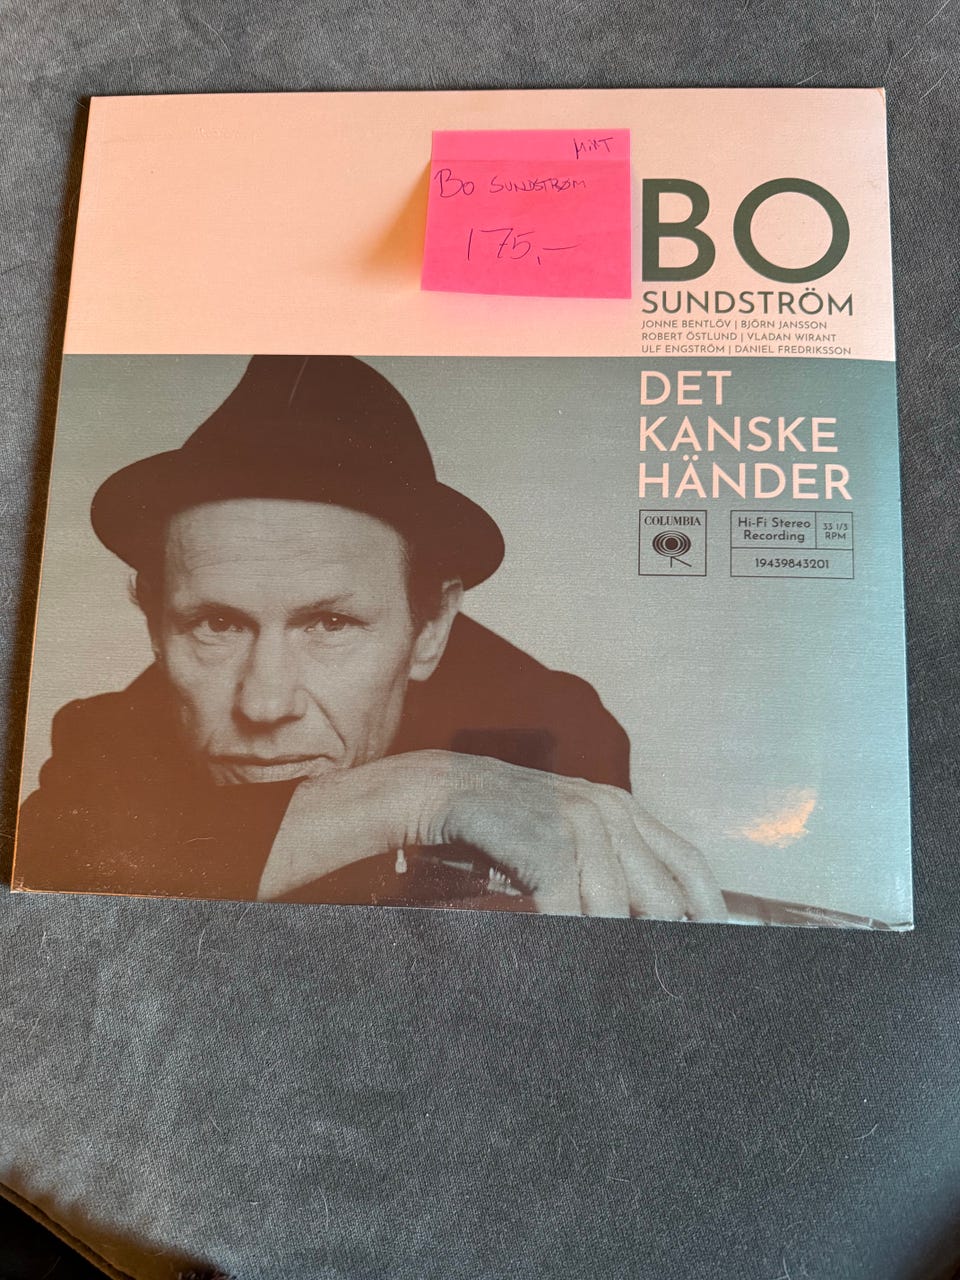 MiNT
Bo SUNDSTRØM
175,-
BO
SUNDSTRÖM
JONNE BENTLÖV | BJÖRN JANSSON
ROBERT ÖSTLUND | VLADAN WIRANT
ULF ENGSTRÖM | DANIEL FREDRIKSSON
DET
KANSKE
HÄNDER
COLUMBIA
Hi-Fi Stereo
Recording
33 1/3
RPM
19439843201